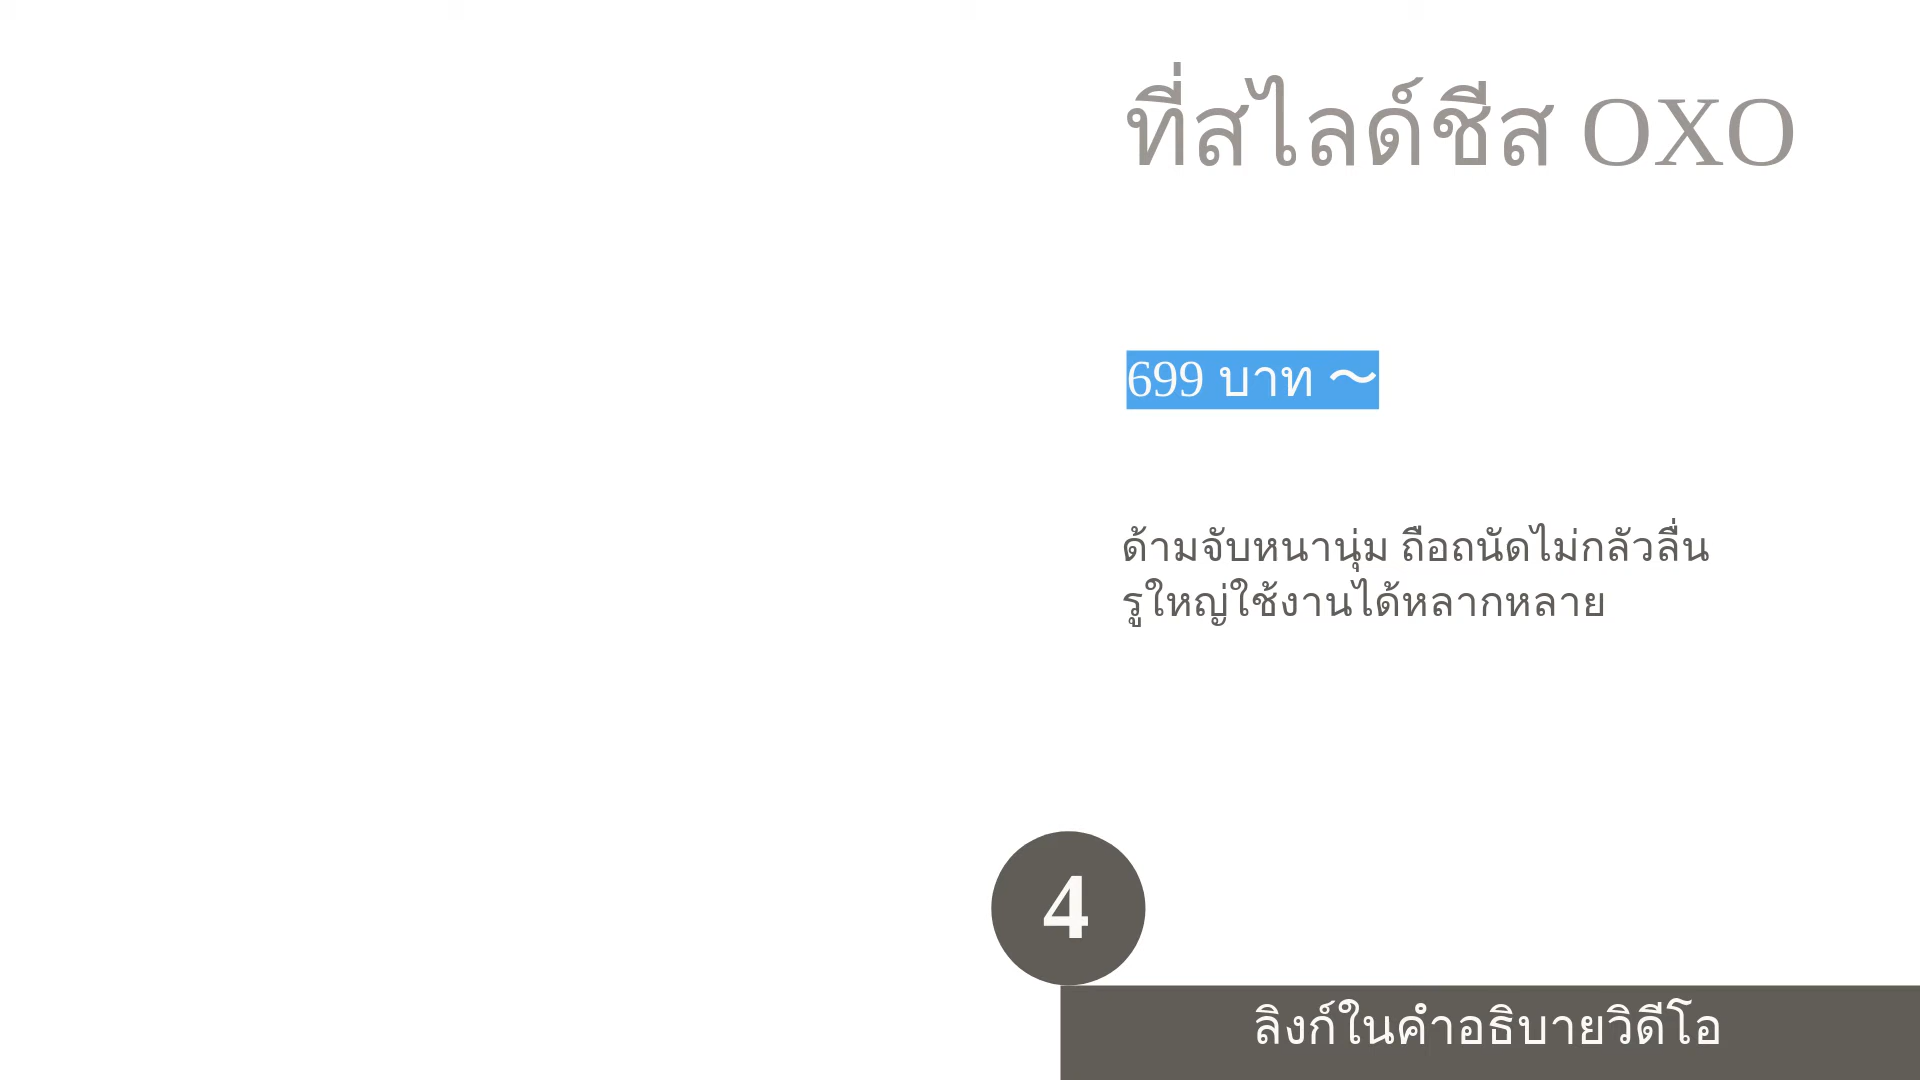 ที่สไลด์ชีส OXO
699 บาท ～
ด้ามจับหนานุ่ม ถือถนัดไม่กลัวลื่น
รูใหญ่ใช้งานได้หลากหลาย
4
ลิงก์ในคำอธิบายวิดีโอ